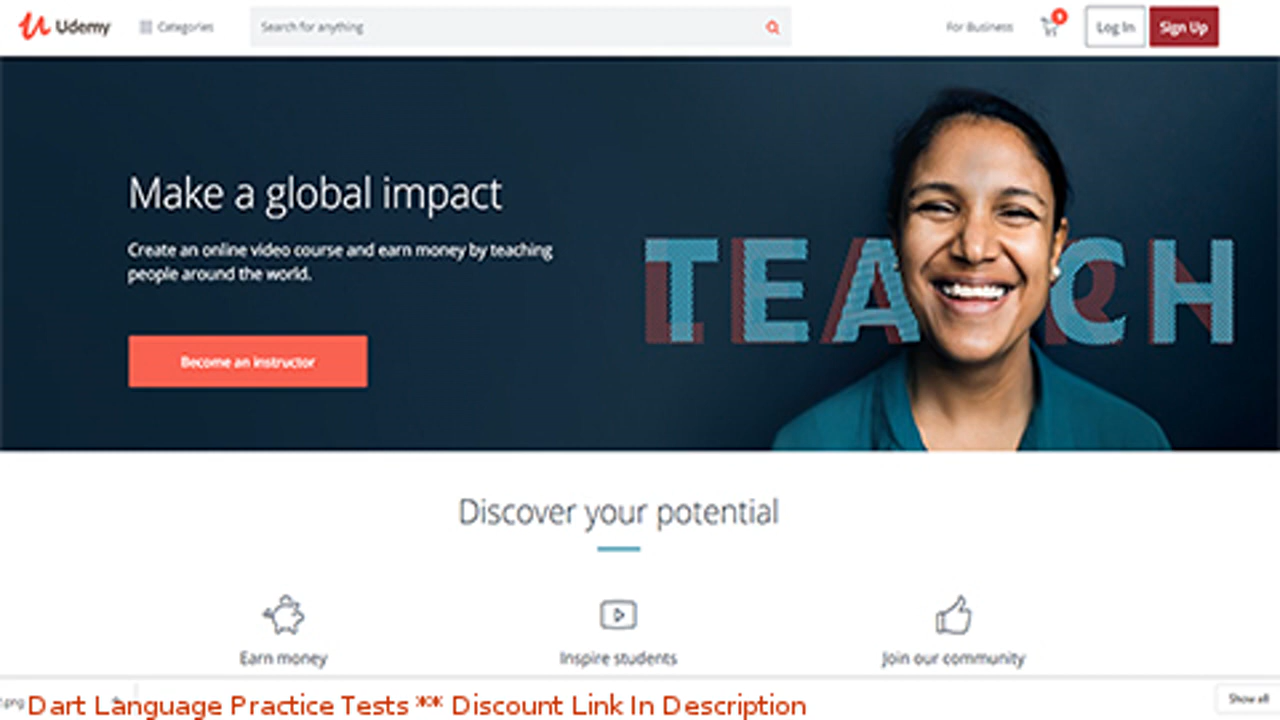 Udemy
Categories
Search for anything
For Business
Log In
Sign Up
Make a global impact
Create an online video course and earn money by teaching
people around the world.
TEACH
Become an instructor
Discover your potential
Earn money
Inspire students
Join our community
Show all
Dart Language Practice Tests ** Discount Link In Description